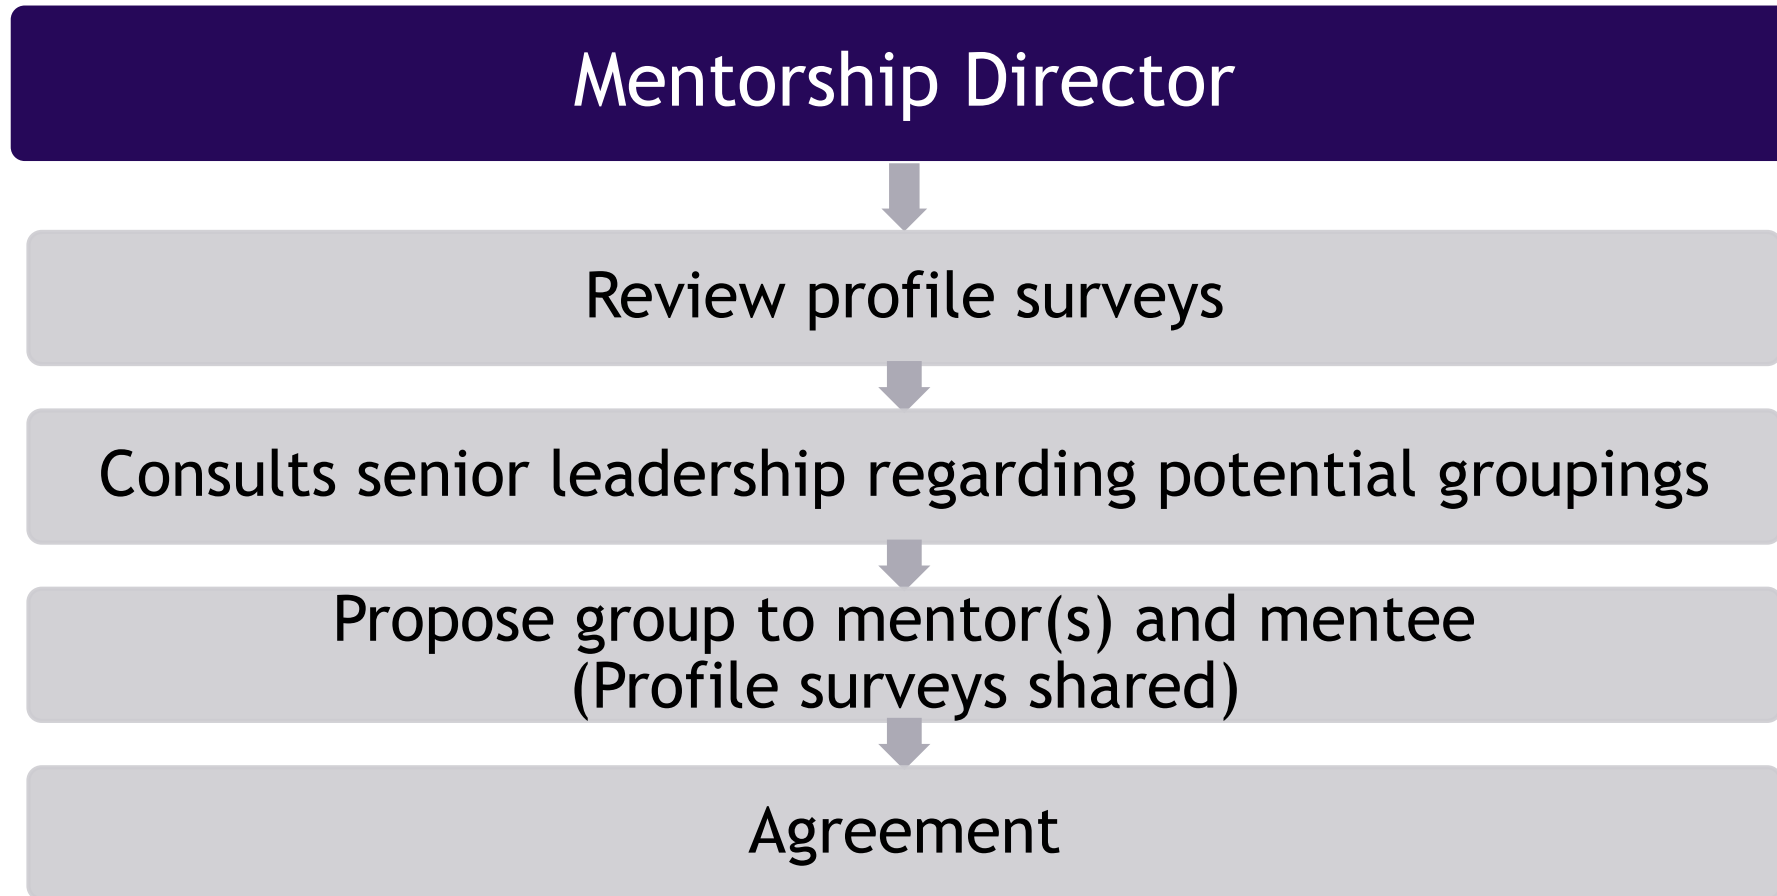 Mentorship Director
Review profile surveys
Consults senior leadership regarding potential groupings
Propose group to mentor(s) and mentee
(Profile surveys shared)
Agreement